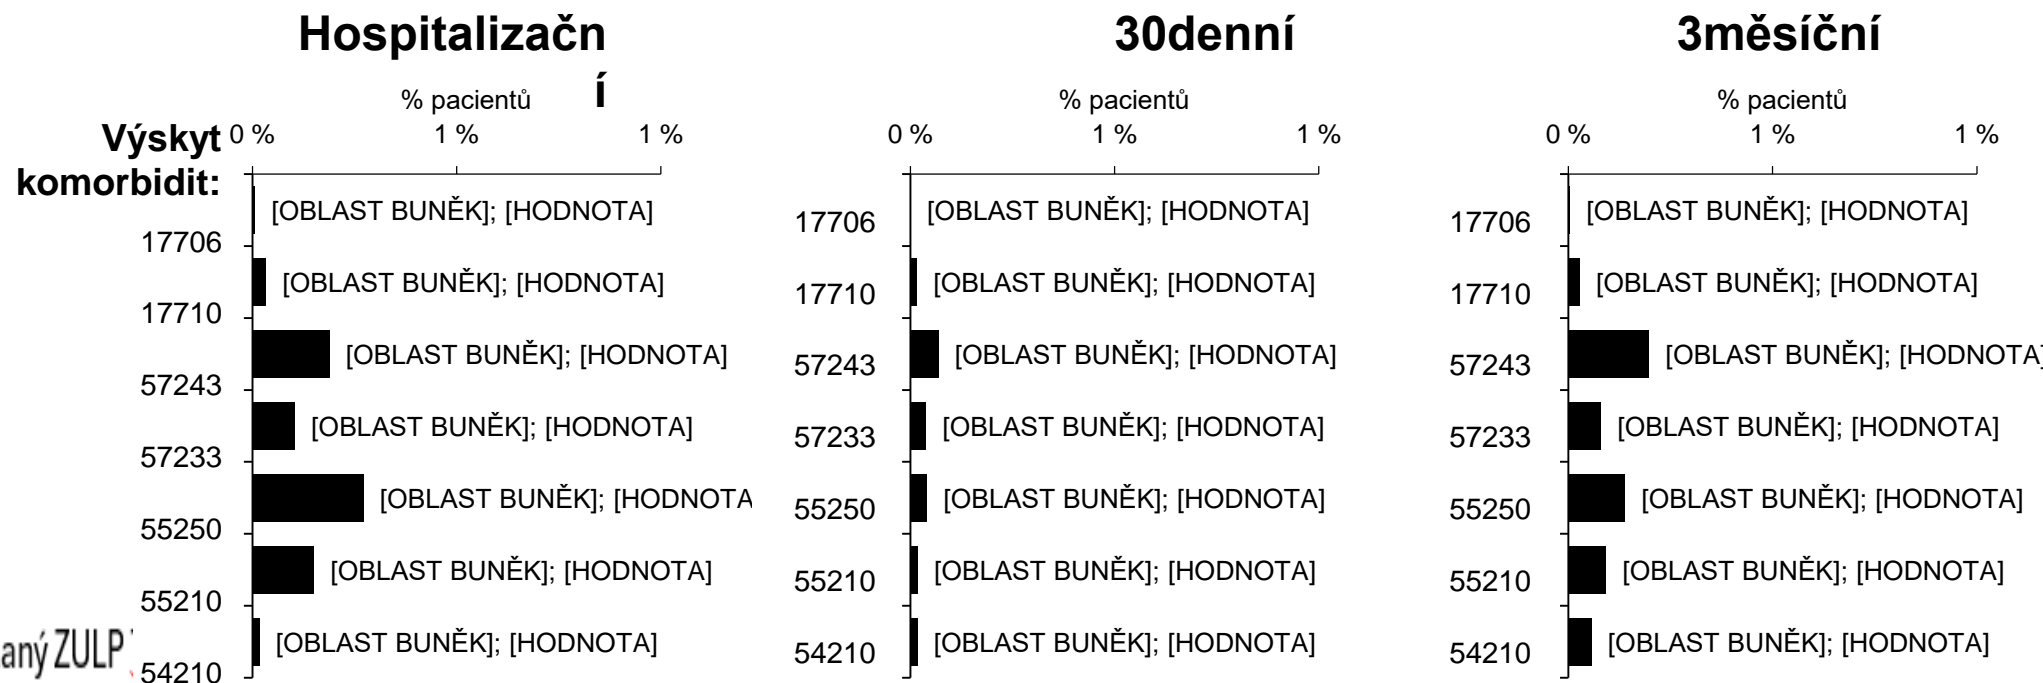 Hospitalizačn
í
30denní
3měsíční
% pacientů
% pacientů
% pacientů
Výskyt
komorbidit:
0 % 1 % 1 %
0 % 1 % 1 %
0 % 1 % 1 %
17706 [OBLAST BUNĚK]; [HODNOTA]
17710 [OBLAST BUNĚK]; [HODNOTA]
57243 [OBLAST BUNĚK]; [HODNOTA]
57233 [OBLAST BUNĚK]; [HODNOTA]
55250 [OBLAST BUNĚK]; [HODNOTA
55210 [OBLAST BUNĚK]; [HODNOTA]
54210 [OBLAST BUNĚK]; [HODNOTA]
17706 [OBLAST BUNĚK]; [HODNOTA]
17710 [OBLAST BUNĚK]; [HODNOTA]
57243 [OBLAST BUNĚK]; [HODNOTA]
57233 [OBLAST BUNĚK]; [HODNOTA]
55250 [OBLAST BUNĚK]; [HODNOTA]
55210 [OBLAST BUNĚK]; [HODNOTA]
54210 [OBLAST BUNĚK]; [HODNOTA]
17706 [OBLAST BUNĚK]; [HODNOTA]
17710 [OBLAST BUNĚK]; [HODNOTA]
57243 [OBLAST BUNĚK]; [HODNOTA]
57233 [OBLAST BUNĚK]; [HODNOTA]
55250 [OBLAST BUNĚK]; [HODNOTA]
55210 [OBLAST BUNĚK]; [HODNOTA]
54210 [OBLAST BUNĚK]; [HODNOTA]
aný ZULP